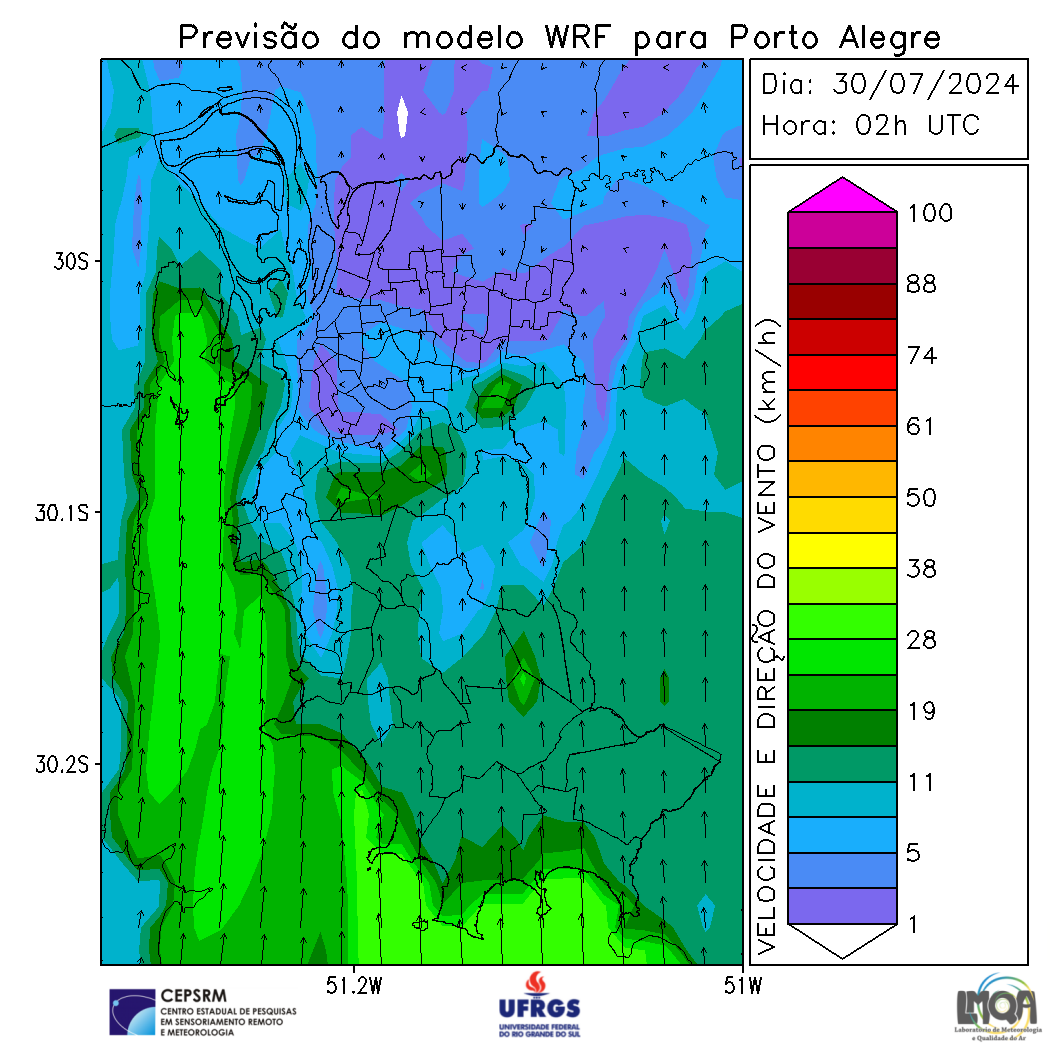 Previsão do modelo WRF para Porto Alegre
Dia: 30/07/2024
Hora: 02h UTC
30S
30.1S
30.2S
51.2W
51W
VELOCIDADE E DIREÇÃO DO VENTO (km/h)
100
88
74
61
50
38
28
19
11
5
1
CEPSRM
CENTRO ESTADUAL DE PESQUISAS
EM SENSORIAMENTO REMOTO
E METEOROLOGIA
UFRGS
UNIVERSIDADE FEDERAL
DO RIO GRANDE DO SUL
LMQA
Laboratório de Meteorologia
e Qualidade do Ar